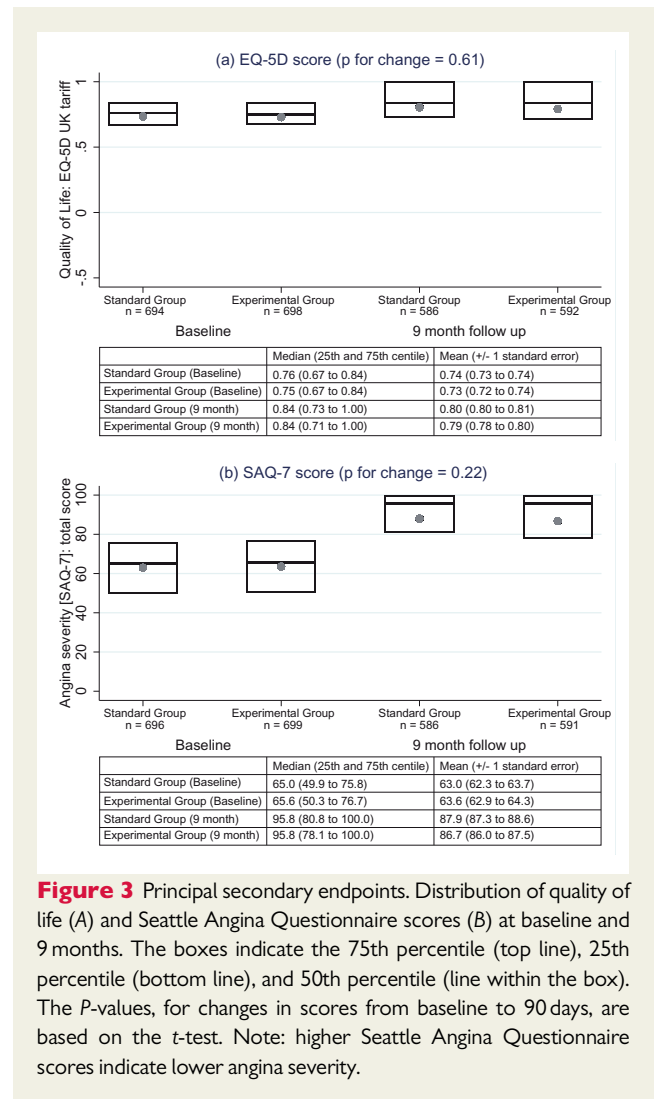 (a) EQ-5D score (p for change = 0.61)
Quality of Life: EQ-5D UK tariff
1
.5
0
-.5
Standard Group Experimental Group Standard Group Experimental Group
n = 694 n = 698 n = 586 n = 592
Baseline 9 month follow up
Median (25th and 75th centile) Mean (+/- 1 standard error)
Standard Group (Baseline) 0.76 (0.67 to 0.84) 0.74 (0.73 to 0.74)
Experimental Group (Baseline) 0.75 (0.67 to 0.84) 0.73 (0.72 to 0.74)
Standard Group (9 month) 0.84 (0.73 to 1.00) 0.80 (0.80 to 0.81)
Experimental Group (9 month) 0.84 (0.71 to 1.00) 0.79 (0.78 to 0.80)
(b) SAQ-7 score (p for change = 0.22)
Angina severity [SAQ-7]: total score
100
80
60
40
20
0
Standard Group Experimental Group Standard Group Experimental Group
n = 696 n = 699 n = 586 n = 591
Baseline 9 month follow up
Median (25th and 75th centile) Mean (+/- 1 standard error)
Standard Group (Baseline) 65.0 (49.9 to 75.8) 63.0 (62.3 to 63.7)
Experimental Group (Baseline) 65.6 (50.3 to 76.7) 63.6 (62.9 to 64.3)
Standard Group (9 month) 95.8 (80.8 to 100.0) 87.9 (87.3 to 88.6)
Experimental Group (9 month) 95.8 (78.1 to 100.0) 86.7 (86.0 to 87.5)
Figure 3 Principal secondary endpoints. Distribution of quality of
life (A) and Seattle Angina Questionnaire scores (B) at baseline and
9 months. The boxes indicate the 75th percentile (top line), 25th
percentile (bottom line), and 50th percentile (line within the box).
The P-values, for changes in scores from baseline to 90 days, are
based on the t-test. Note: higher Seattle Angina Questionnaire
scores indicate lower angina severity.